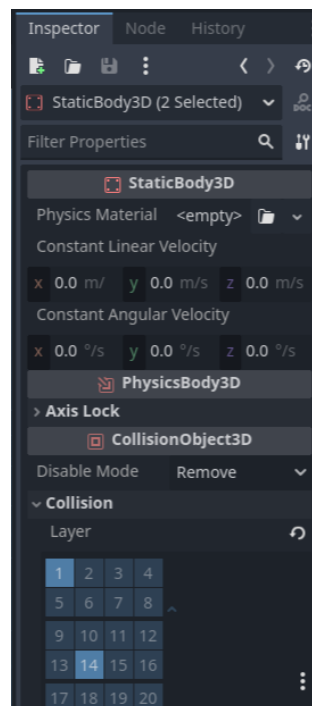 Inspector Node History
StaticBody3D (2 Selected) DOC
Filter Properties
StaticBody3D
Physics Material <empty>
Constant Linear Velocity
x 0.0 m/ y 0.0 m/s z 0.0 m/s
Constant Angular Velocity
x 0.0 °/s y 0.0 °/s z 0.0 °/s
PhysicsBody3D
Axis Lock
CollisionObject3D
Disable Mode Remove
Collision
Layer
1 2 3 4
5 6 7 8
9 10 11 12
13 14 15 16
17 18 19 20